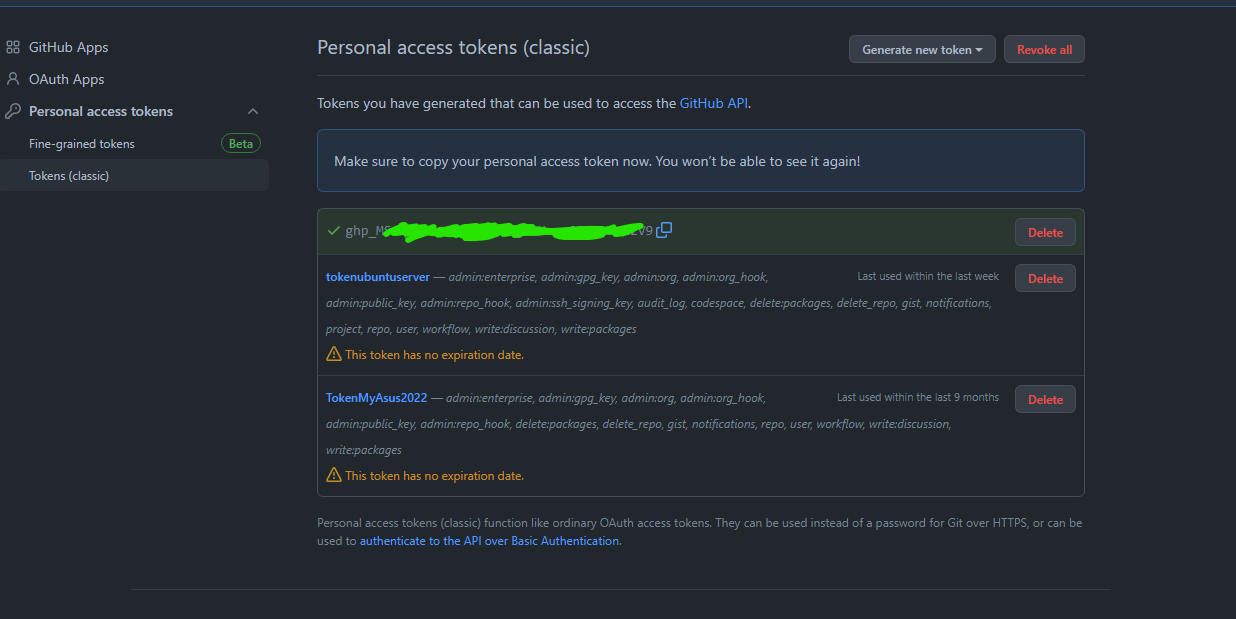 GitHub Apps
OAuth Apps
Personal access tokens
Fine-grained tokens
Beta
Tokens (classic)
Personal access tokens (classic)
Generate new token
Revoke all
Tokens you have generated that can be used to access the GitHub API.
Make sure to copy your personal access token now. You won’t be able to see it again!
Delete
tokenubuntuserver — admin:enterprise, admin:gpg_key, admin:org, admin:org_hook,
Last used within the last week
Delete
admin:public_key, admin:repo_hook, admin:ssh_signing_key, audit_log, codespace, delete:packages, delete_repo, gist, notifications,
project, repo, user, workflow, write:discussion, write:packages
This token has no expiration date.
TokenMyAsus2022 — admin:enterprise, admin:gpg_key, admin:org, admin:org_hook,
Last used within the last 9 months
Delete
admin:public_key, admin:repo_hook, delete:packages, delete_repo, gist, notifications, repo, user, workflow, write:discussion,
write:packages
This token has no expiration date.
Personal access tokens (classic) function like ordinary OAuth access tokens. They can be used instead of a password for Git over HTTPS, or can be
used to authenticate to the API over Basic Authentication.